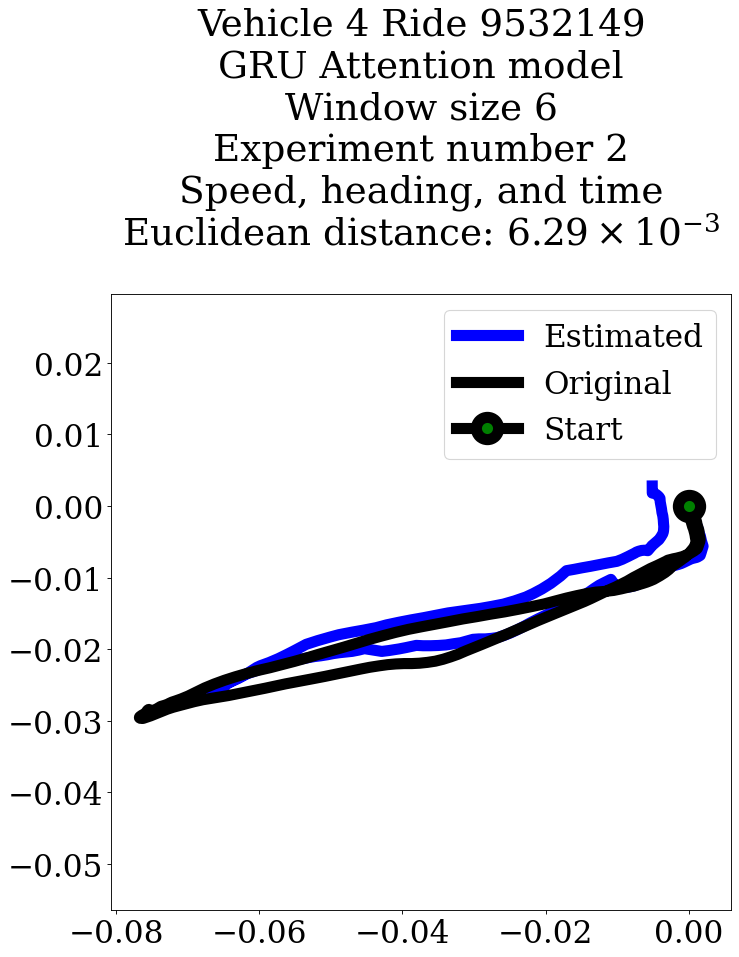 Vehicle 4 Ride 9532149
GRU Attention model
Window size 6
Experiment number 2
Speed, heading, and time
Euclidean distance: 6.29 × 10⁻³
Estimated
Original
Start
0.02
0.01
0.00
−0.01
−0.02
−0.03
−0.04
−0.05
−0.08 −0.06 −0.04 −0.02 0.00